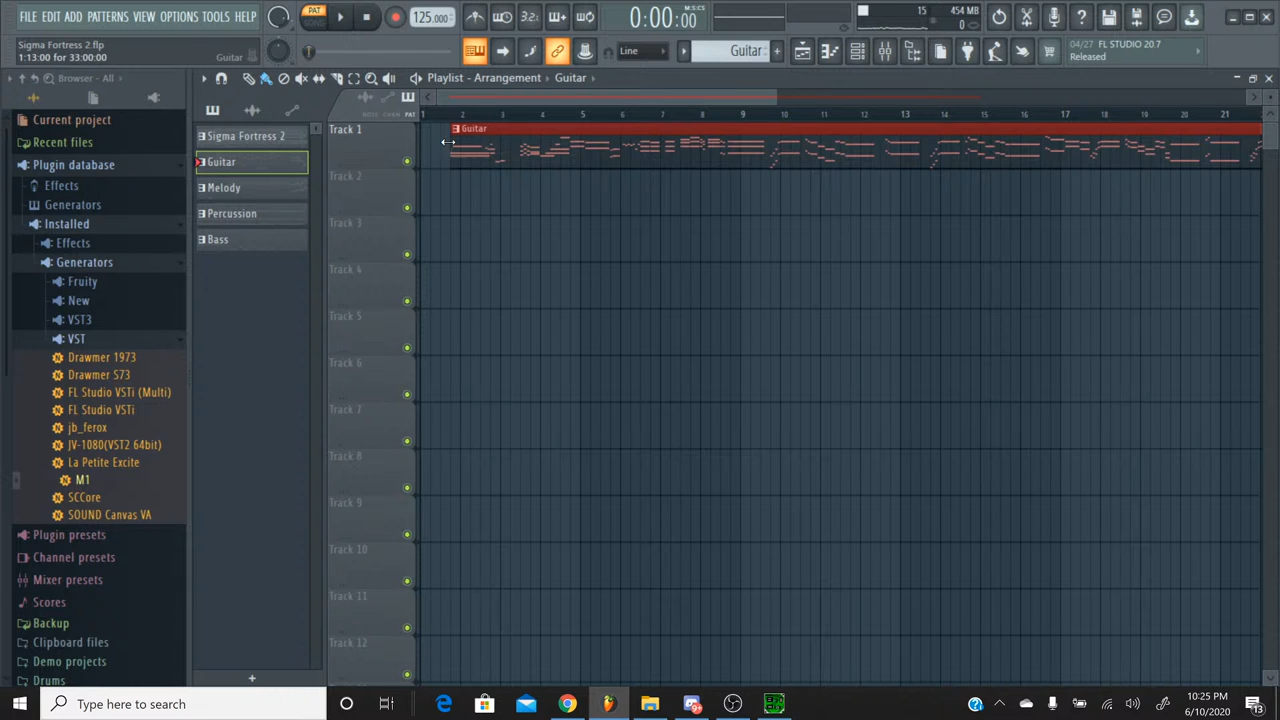 FILE EDIT ADD PATTERNS VIEW OPTIONS TOOLS HELP
PAT
SONG
125.000
3.2.
0:00:00
M:S:CS
15
454 MB
0
Sigma Fortress 2.flp
1:13:00 for 33:00:00
Guitar
Line
Guitar
04/27 FL STUDIO 20.7
Released
Browser - All
Playlist - Arrangement Guitar
NOTE CHAN PAT
1 2 3 4 5 6 7 8 9 10 11 12 13 14 15 16 17 18 19 20 21
Current project
Recent files
Plugin database
Effects
Generators
Installed
Effects
Generators
Fruity
New
VST3
VST
Drawmer 1973
Drawmer S73
FL Studio VSTi (Multi)
FL Studio VSTi
jb_ferox
JV-1080(VST2 64bit)
La Petite Excite
M1
SCCore
SOUND Canvas VA
Plugin presets
Channel presets
Mixer presets
Scores
Backup
Clipboard files
Demo projects
Drums
Sigma Fortress 2
Guitar
Melody
Percussion
Bass
+
Track 1
Guitar
Track 2
Track 3
Track 4
Track 5
Track 6
Track 7
Track 8
Track 9
Track 10
Track 11
Track 12
Type here to search
10:25 PM
6/10/2020
13